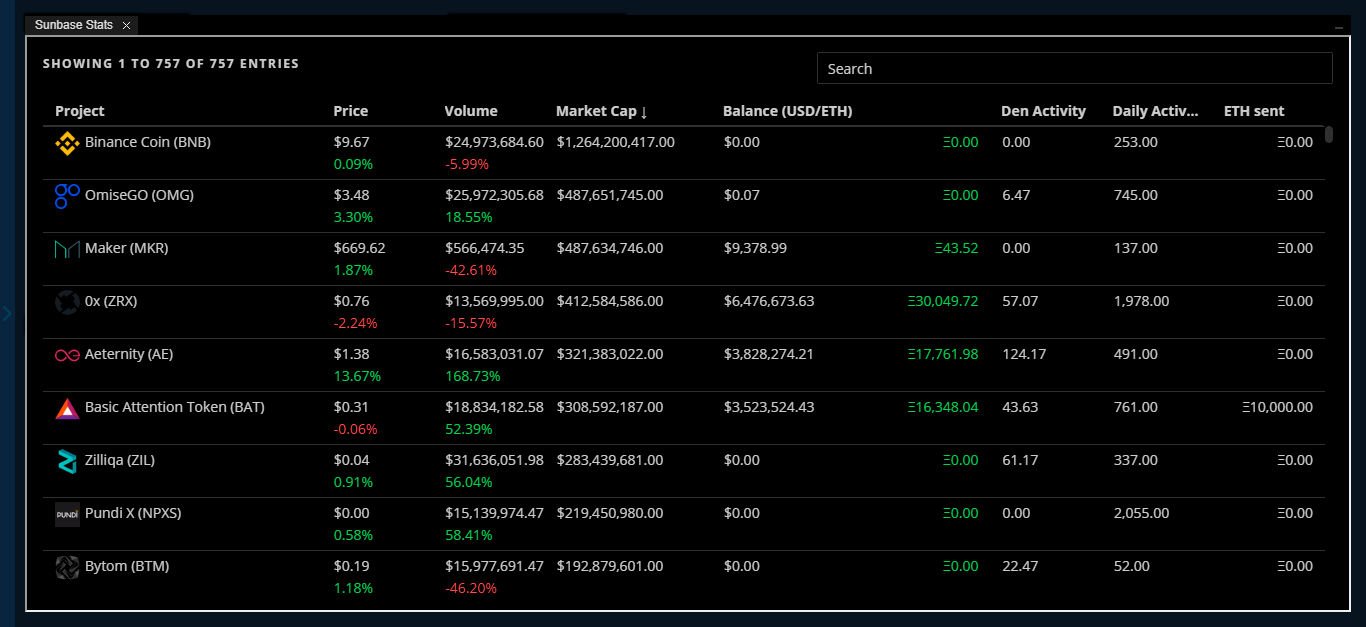 Sunbase Stats
SHOWING 1 TO 757 OF 757 ENTRIES
Search
Project Price Volume Market Cap ↓ Balance (USD/ETH) Den Activity Daily Activ... ETH sent
Binance Coin (BNB) $9.67 $24,973,684.60 $1,264,200,417.00 $0.00 Ξ0.00 0.00 253.00 Ξ0.00
0.09% -5.99%
OmiseGO (OMG) $3.48 $25,972,305.68 $487,651,745.00 $0.07 Ξ0.00 6.47 745.00 Ξ0.00
3.30% 18.55%
Maker (MKR) $669.62 $566,474.35 $487,634,746.00 $9,378.99 Ξ43.52 0.00 137.00 Ξ0.00
1.87% -42.61%
0x (ZRX) $0.76 $13,569,995.00 $412,584,586.00 $6,476,673.63 Ξ30,049.72 57.07 1,978.00 Ξ0.00
-2.24% -15.57%
Aeternity (AE) $1.38 $16,583,031.07 $321,383,022.00 $3,828,274.21 Ξ17,761.98 124.17 491.00 Ξ0.00
13.67% 168.73%
Basic Attention Token (BAT) $0.31 $18,834,182.58 $308,592,187.00 $3,523,524.43 Ξ16,348.04 43.63 761.00 Ξ10,000.00
-0.06% 52.39%
Zilliqa (ZIL) $0.04 $31,636,051.98 $283,439,681.00 $0.00 Ξ0.00 61.17 337.00 Ξ0.00
0.91% 56.04%
PUNDI Pundi X (NPXS) $0.00 $15,139,974.47 $219,450,980.00 $0.00 Ξ0.00 0.00 2,055.00 Ξ0.00
0.58% 58.41%
Bytom (BTM) $0.19 $15,977,691.47 $192,879,601.00 $0.00 Ξ0.00 22.47 52.00 Ξ0.00
1.18% -46.20%